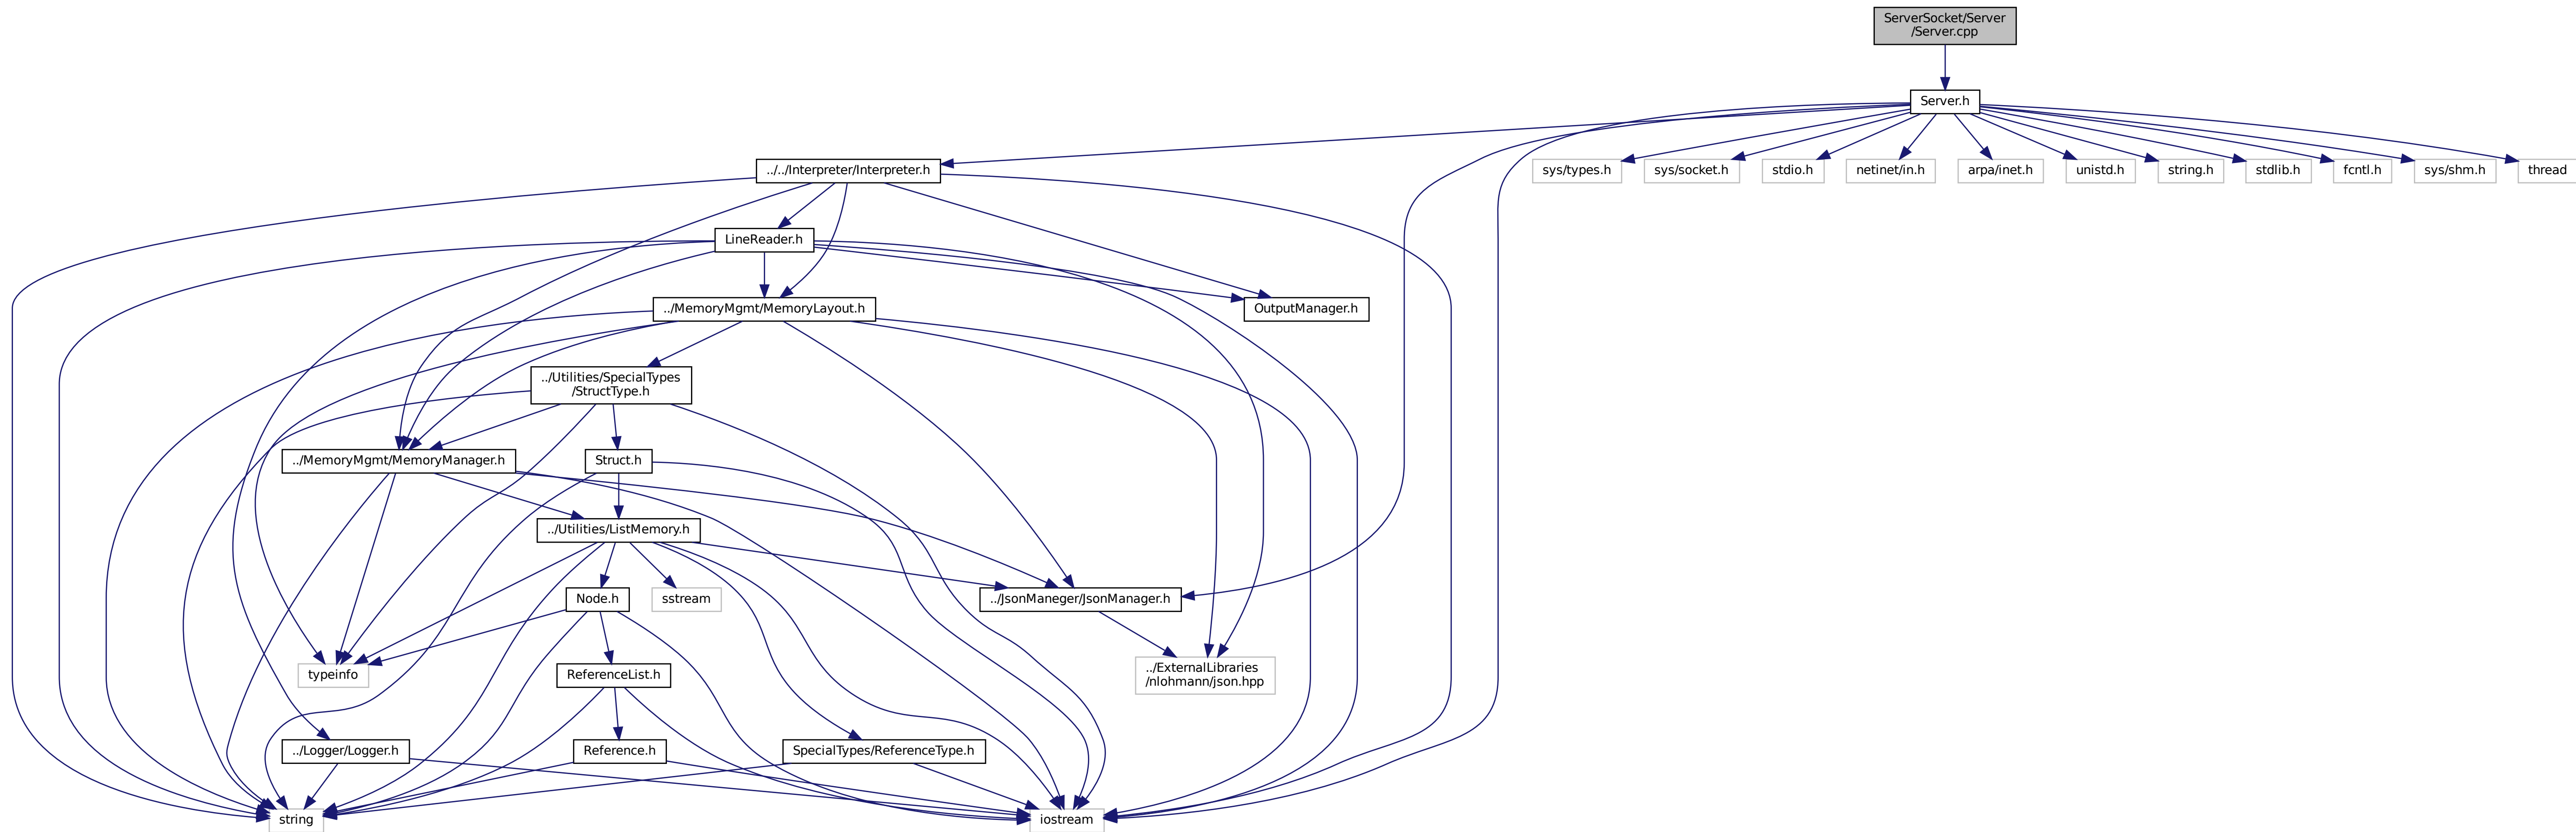 ServerSocket/Server
/Server.cpp
Server.h
../../Interpreter/Interpreter.h
sys/types.h
sys/socket.h
stdio.h
netinet/in.h
arpa/inet.h
unistd.h
string.h
stdlib.h
fcntl.h
sys/shm.h
thread
LineReader.h
../MemoryMgmt/MemoryLayout.h
OutputManager.h
../Utilities/SpecialTypes
/StructType.h
../MemoryMgmt/MemoryManager.h
Struct.h
../Utilities/ListMemory.h
Node.h
sstream
../JsonManeger/JsonManager.h
typeinfo
ReferenceList.h
../ExternalLibraries
/nlohmann/json.hpp
../Logger/Logger.h
Reference.h
SpecialTypes/ReferenceType.h
string
iostream